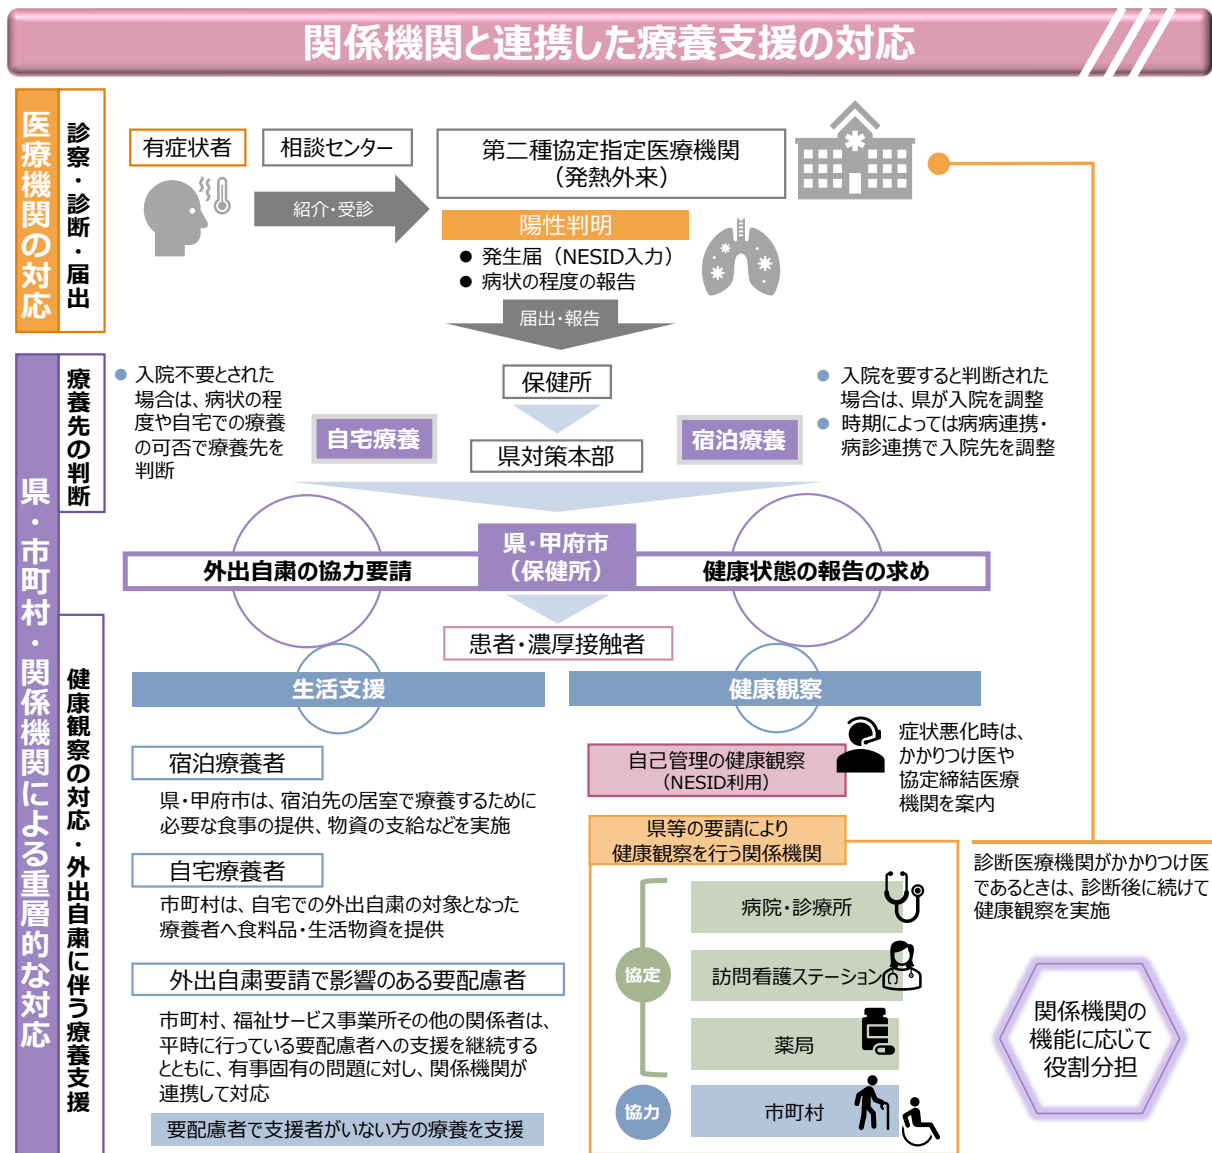 関係機関と連携した療養支援の対応
医療機関の対応
診察・診断・届出
有症状者
相談センター
第二種協定指定医療機関
（発熱外来）
紹介・受診
陽性判明
● 発生届（NESID入力）
● 病状の程度の報告
届出・報告
県・市町村・関係機関による重層的な対応
療養先の判断
● 入院不要とされた
場合は、病状の程
度や自宅での療養
の可否で療養先を
判断
保健所
自宅療養
宿泊療養
県対策本部
● 入院を要すると判断された
場合は、県が入院を調整
● 時期によっては病病連携・
病診連携で入院先を調整
外出自粛の協力要請
県・甲府市
（保健所）
健康状態の報告の求め
患者・濃厚接触者
健康観察の対応・外出自粛に伴う療養支援
生活支援
宿泊療養者
県・甲府市は、宿泊先の居室で療養するために
必要な食事の提供、物資の支給などを実施
自宅療養者
市町村は、自宅での外出自粛の対象となった
療養者へ食料品・生活物資を提供
外出自粛要請で影響のある要配慮者
市町村、福祉サービス事業所その他の関係者は、
平時に行っている要配慮者への支援を継続する
とともに、有事固有の問題に対し、関係機関が
連携して対応
要配慮者で支援者がいない方の療養を支援
健康観察
自己管理の健康観察
（NESID利用）
症状悪化時は、
かかりつけ医や
協定締結医療
機関を案内
県等の要請により
健康観察を行う関係機関
協定
病院・診療所
訪問看護ステーション
薬局
協力
市町村
診断医療機関がかかりつけ医
であるときは、診断後に続けて
健康観察を実施
関係機関の
機能に応じて
役割分担